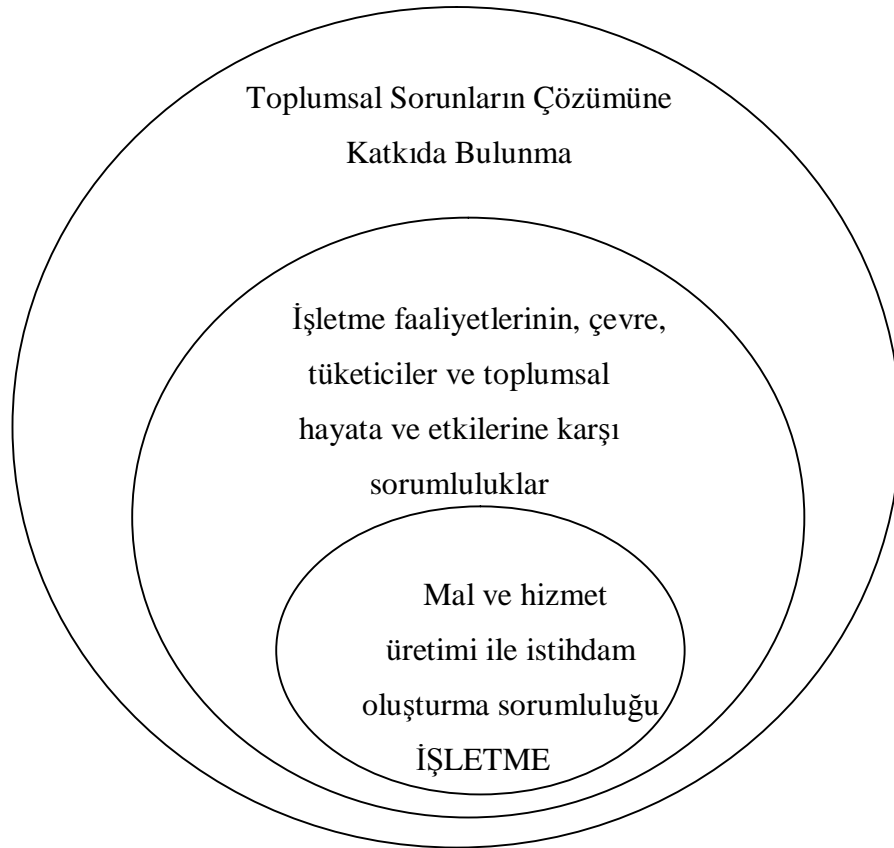 Toplumsal Sorunların Çözümüne
Katkıda Bulunma
İşletme faaliyetlerinin, çevre,
tüketiciler ve toplumsal
hayata ve etkilerine karşı
sorumluluklar
Mal ve hizmet
üretimi ile istihdam
oluşturma sorumluluğu
İŞLETME